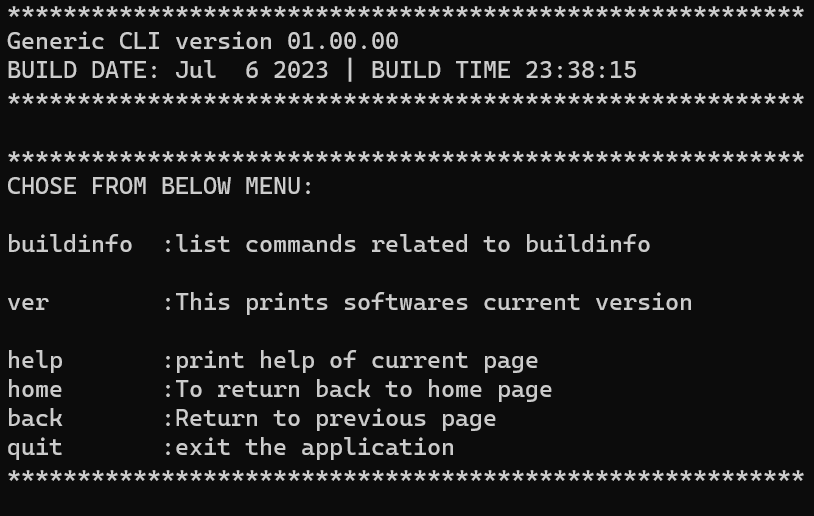 *********************************************************
Generic CLI version 01.00.00
BUILD DATE: Jul  6 2023 | BUILD TIME 23:38:15
*********************************************************
*********************************************************
CHOSE FROM BELOW MENU:
buildinfo  :list commands related to buildinfo
ver        :This prints softwares current version
help       :print help of current page
home       :To return back to home page
back       :Return to previous page
quit       :exit the application
*********************************************************